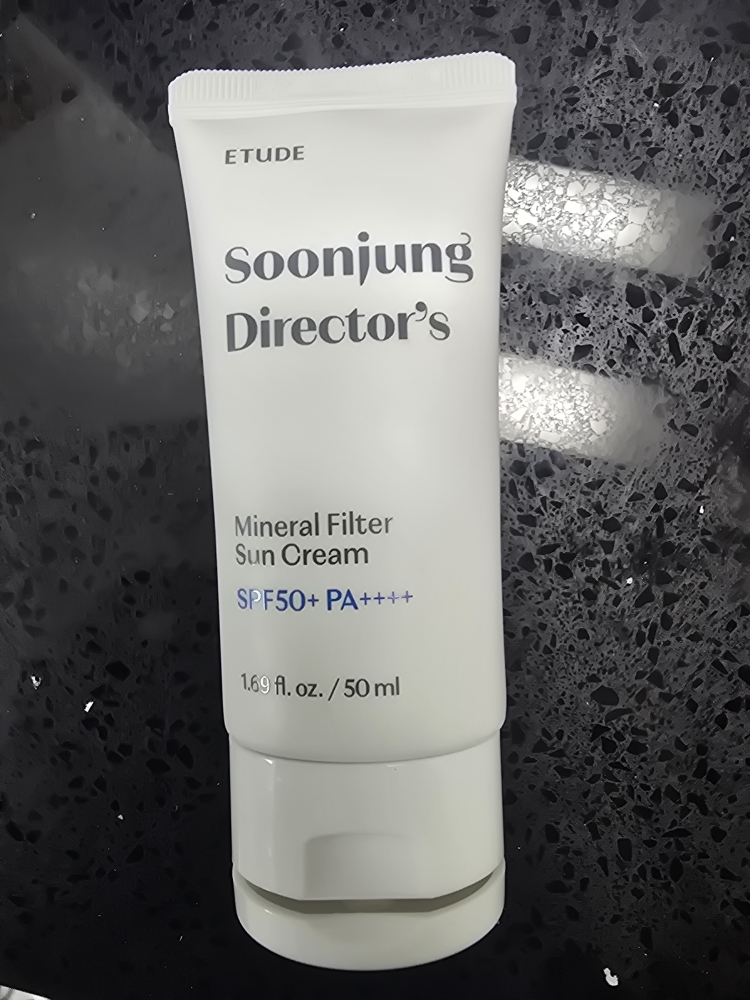 ETUDE
Soonjung
Director's
Mineral Filter
Sun Cream
SPF50+ PA++++
1.69 fl. oz. / 50 ml